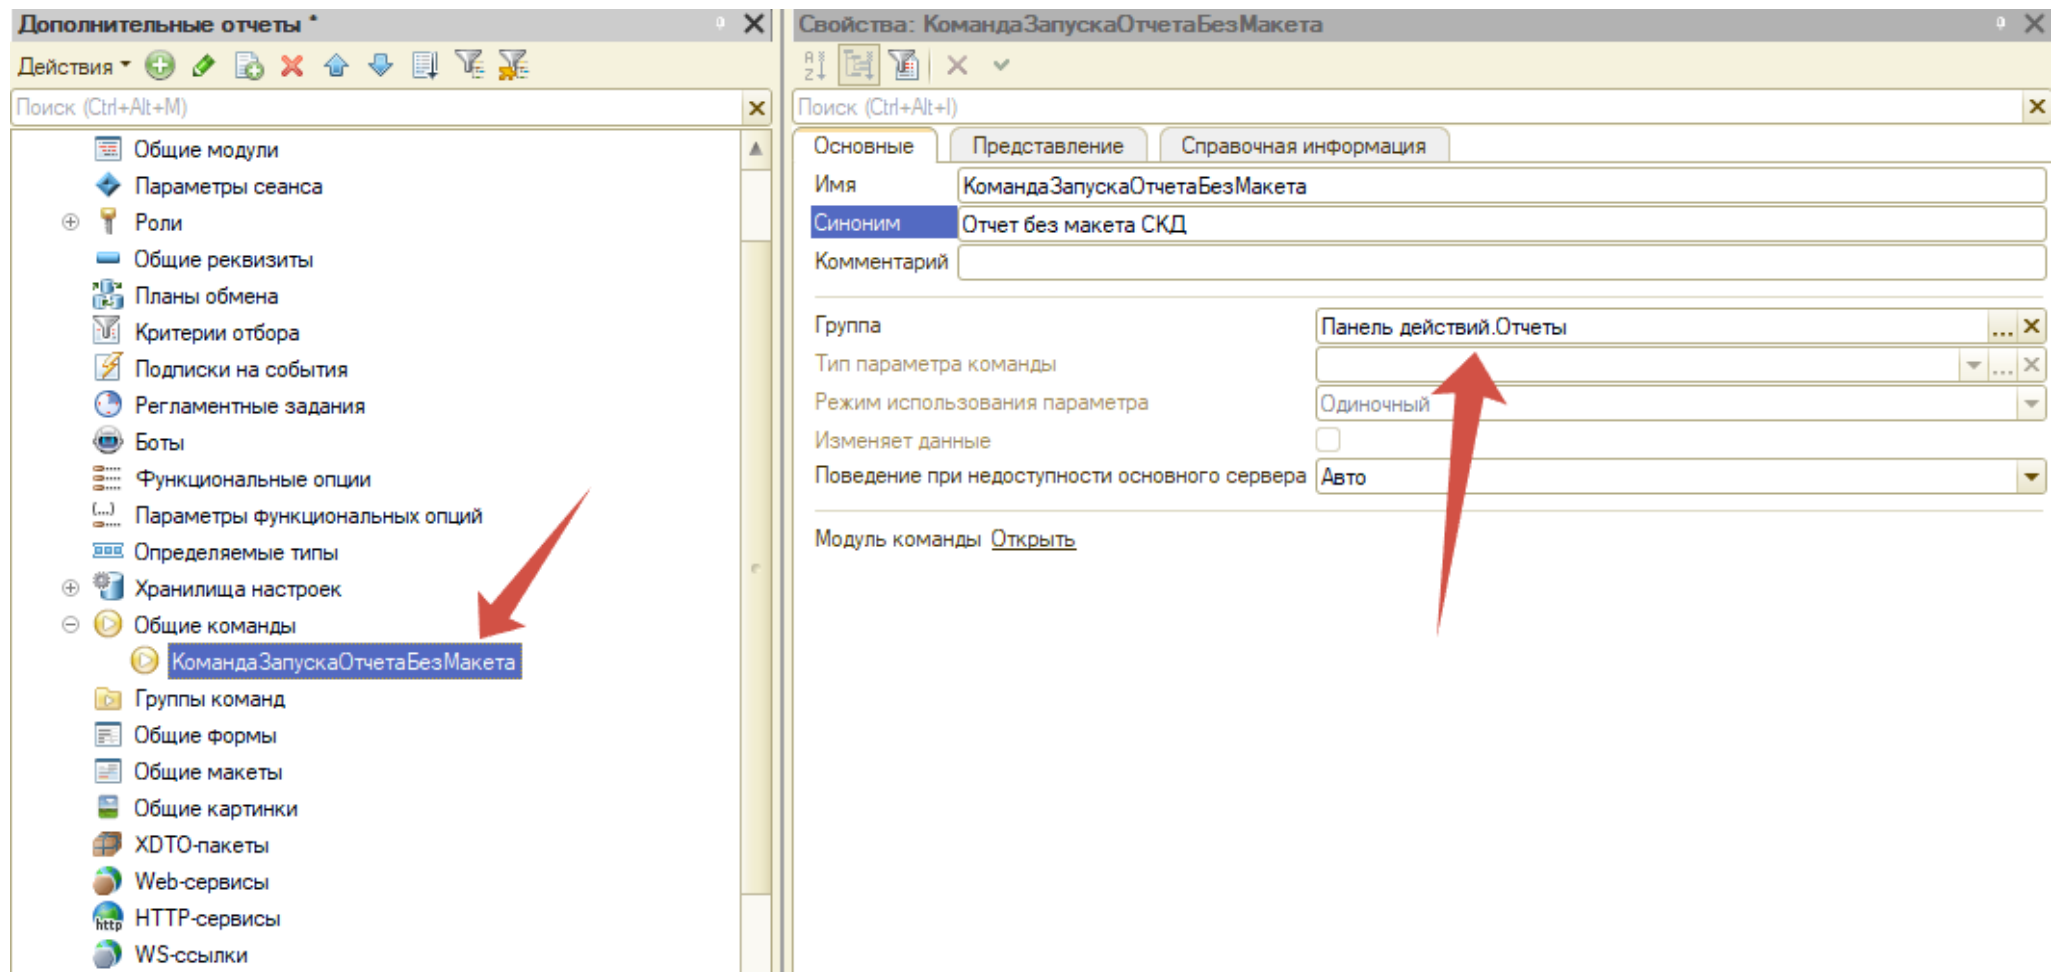 Дополнительные отчеты *
Действия
Поиск (Ctrl+Alt+M)
Общие модули
Параметры сеанса
Роли
Общие реквизиты
Планы обмена
Критерии отбора
Подписки на события
Регламентные задания
Боты
Функциональные опции
Параметры функциональных опций
Определяемые типы
Хранилища настроек
Общие команды
КомандаЗапускаОтчетаБезМакета
Группы команд
Общие формы
Общие макеты
Общие картинки
XDTO-пакеты
Web-сервисы
HTTP-сервисы
WS-ссылки
Свойства: КомандаЗапускаОтчетаБезМакета
Поиск (Ctrl+Alt+I)
Основные Представление Справочная информация
Имя КомандаЗапускаОтчетаБезМакета
Синоним Отчет без макета СКД
Комментарий
Группа Панель действий.Отчеты ...
Тип параметра команды ...
Режим использования параметра Одиночный
Изменяет данные
Поведение при недоступности основного сервера Авто
Модуль команды Открыть